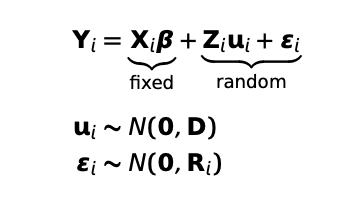 Yᵢ = Xᵢβ + Zᵢuᵢ + εᵢ
fixed random
uᵢ ~ N(0, D)
εᵢ ~ N(0, Rᵢ)